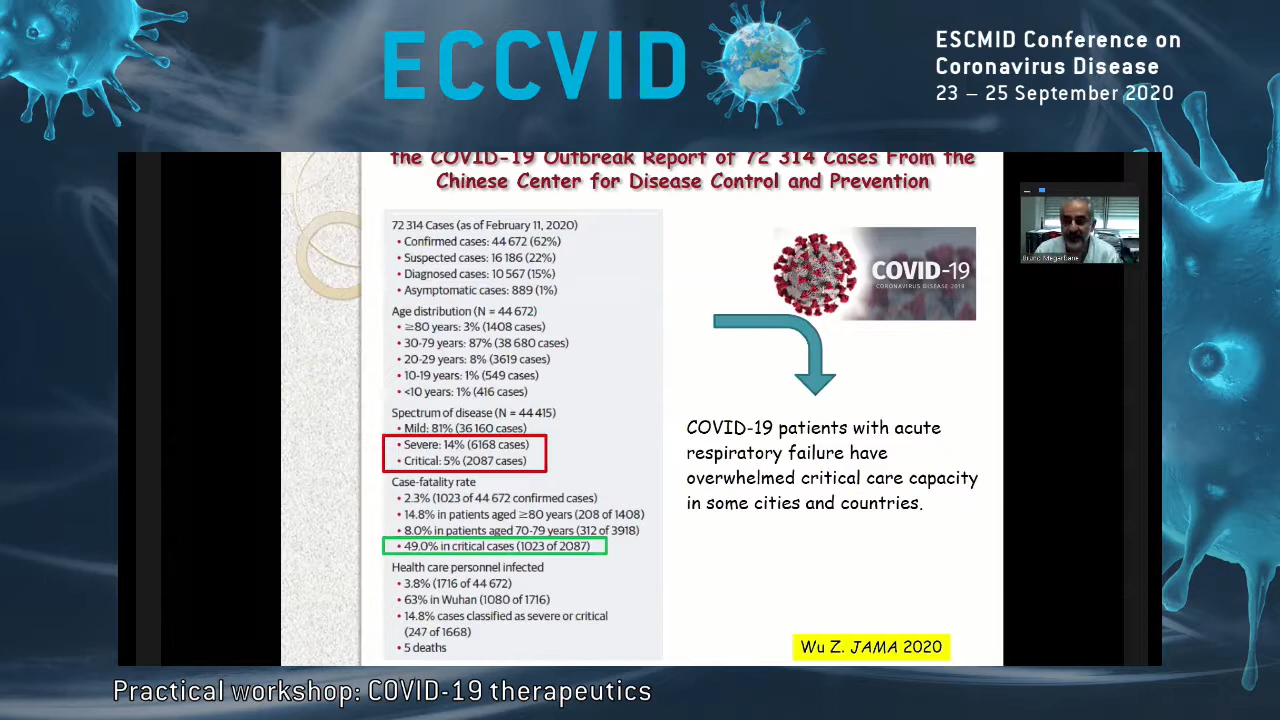 ECCVID
ESCMID Conference on
Coronavirus Disease
23 – 25 September 2020
the COVID-19 Outbreak Report of 72 314 Cases From the
Chinese Center for Disease Control and Prevention
72 314 Cases (as of February 11, 2020)
• Confirmed cases: 44 672 (62%)
• Suspected cases: 16 186 (22%)
• Diagnosed cases: 10 567 (15%)
• Asymptomatic cases: 889 (1%)
Age distribution (N = 44 672)
• ≥80 years: 3% (1408 cases)
• 30-79 years: 87% (38 680 cases)
• 20-29 years: 8% (3619 cases)
• 10-19 years: 1% (549 cases)
• <10 years: 1% (416 cases)
Spectrum of disease (N = 44 415)
• Mild: 81% (36 160 cases)
• Severe: 14% (6168 cases)
• Critical: 5% (2087 cases)
Case-fatality rate
• 2.3% (1023 of 44 672 confirmed cases)
• 14.8% in patients aged ≥80 years (208 of 1408)
• 8.0% in patients aged 70-79 years (312 of 3918)
• 49.0% in critical cases (1023 of 2087)
Health care personnel infected
• 3.8% (1716 of 44 672)
• 63% in Wuhan (1080 of 1716)
• 14.8% cases classified as severe or critical
(247 of 1668)
• 5 deaths
COVID-19
CORONAVIRUS DISEASE 2019
COVID-19 patients with acute
respiratory failure have
overwhelmed critical care capacity
in some cities and countries.
Wu Z. JAMA 2020
Bruno Megarbane
Practical workshop: COVID-19 therapeutics